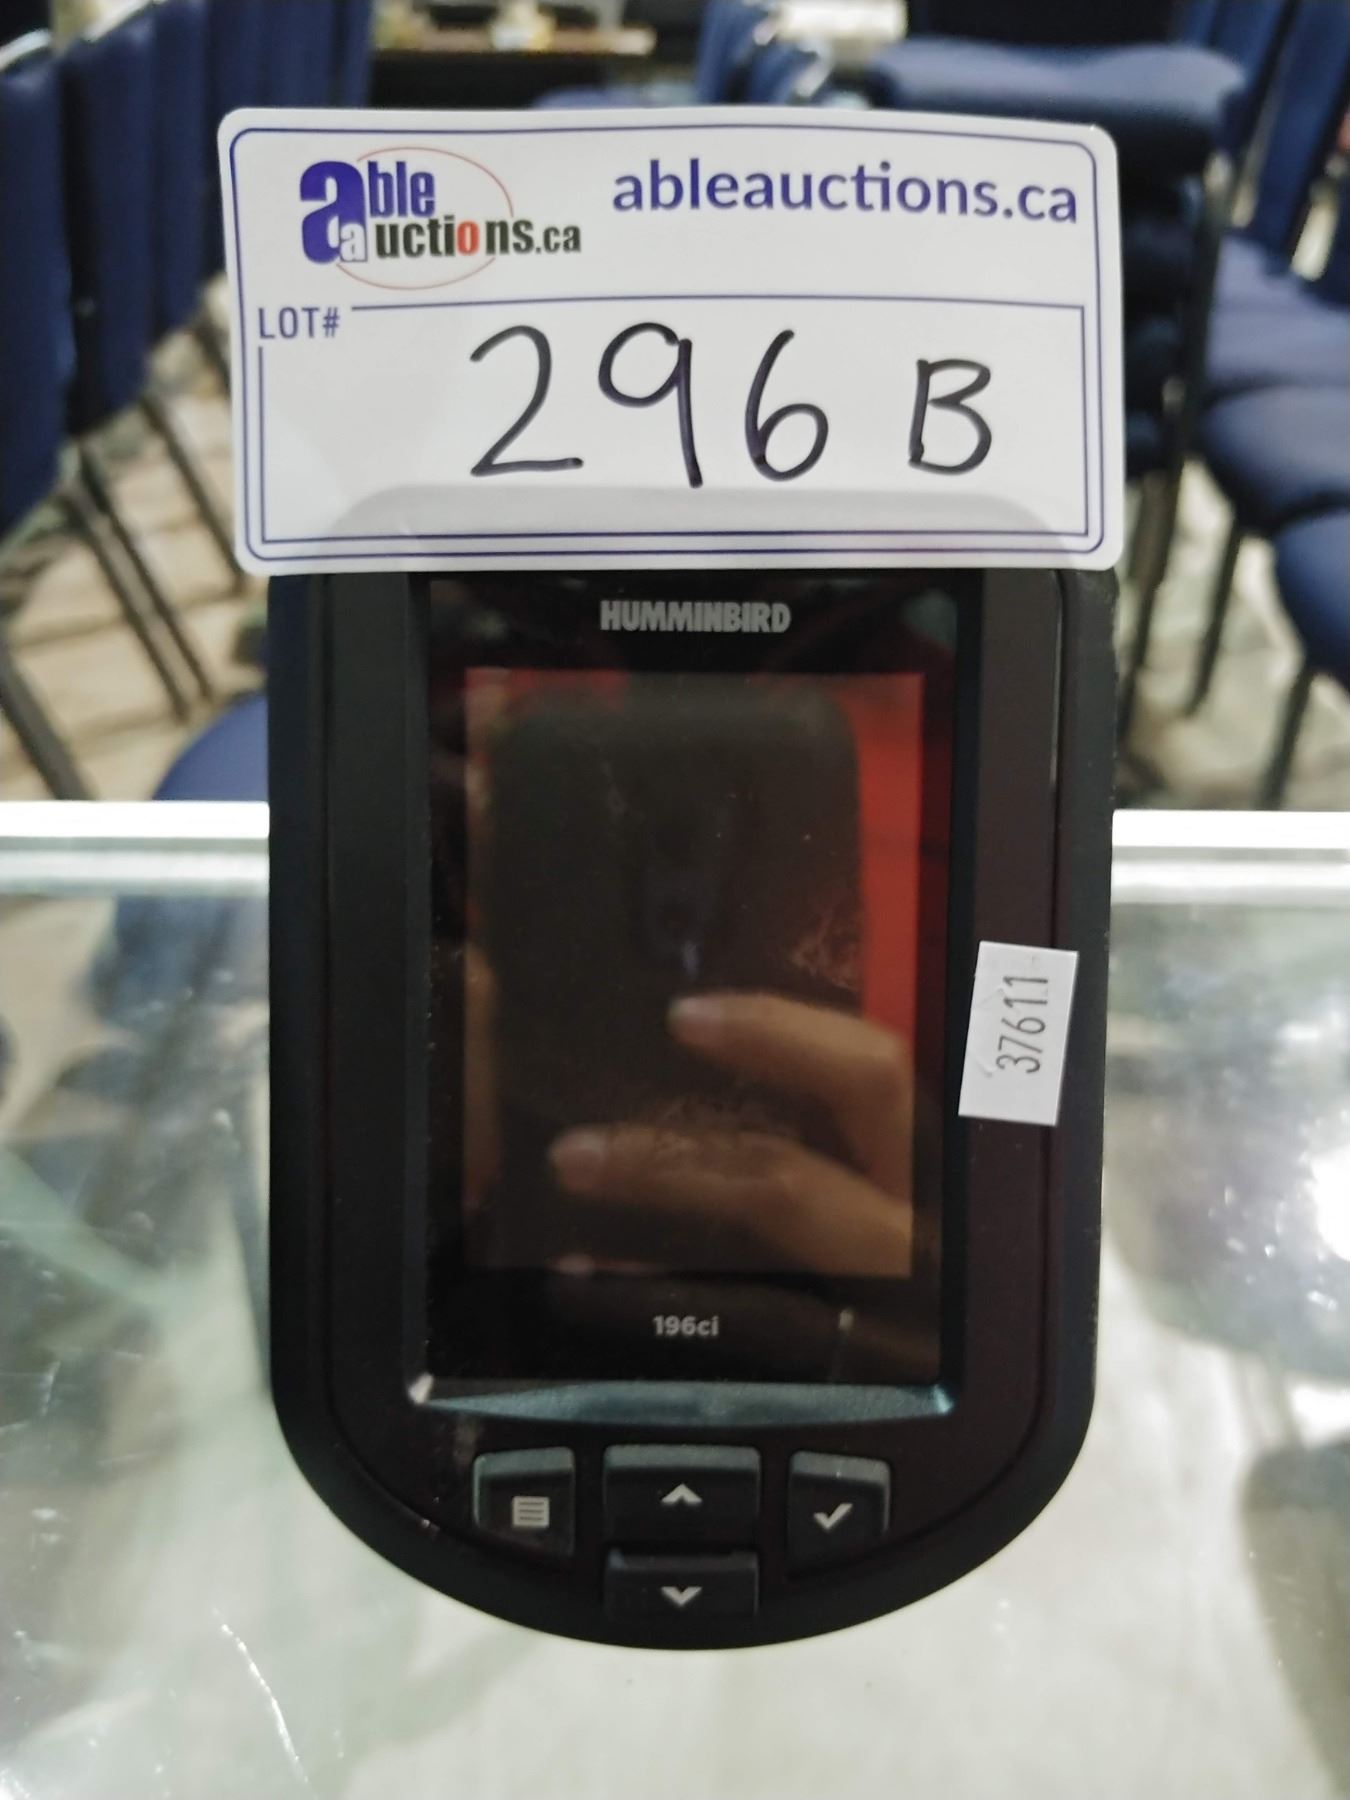 able auctions.ca
ableauctions.ca
LOT#
296 B
HUMMINBIRD
37611
196ci